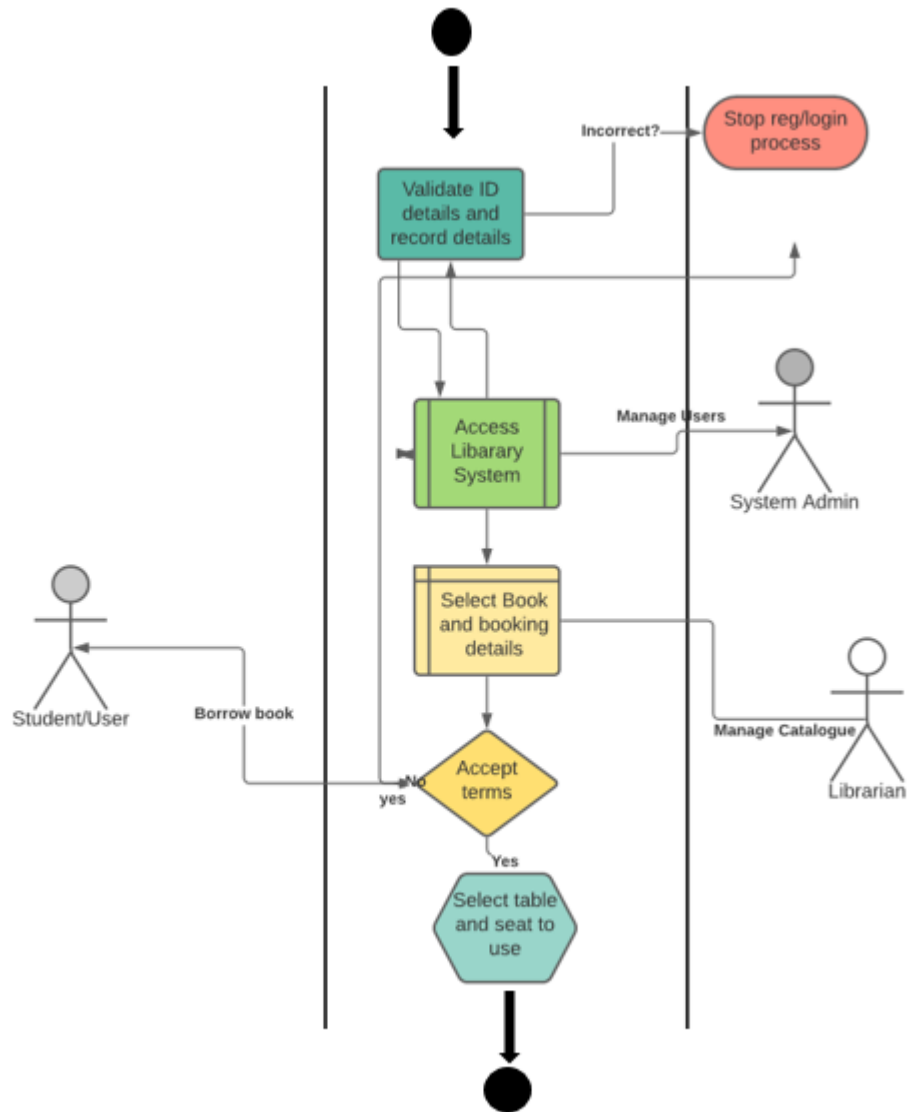 Incorrect?
Stop reg/login
process
Validate ID
details and
record details
Access
Libarary
System
Manage Users
System Admin
Select Book
and booking
details
Student/User
Borrow book
Manage Catalogue
Librarian
Accept
terms
No
yes
Yes
Select table
and seat to
use